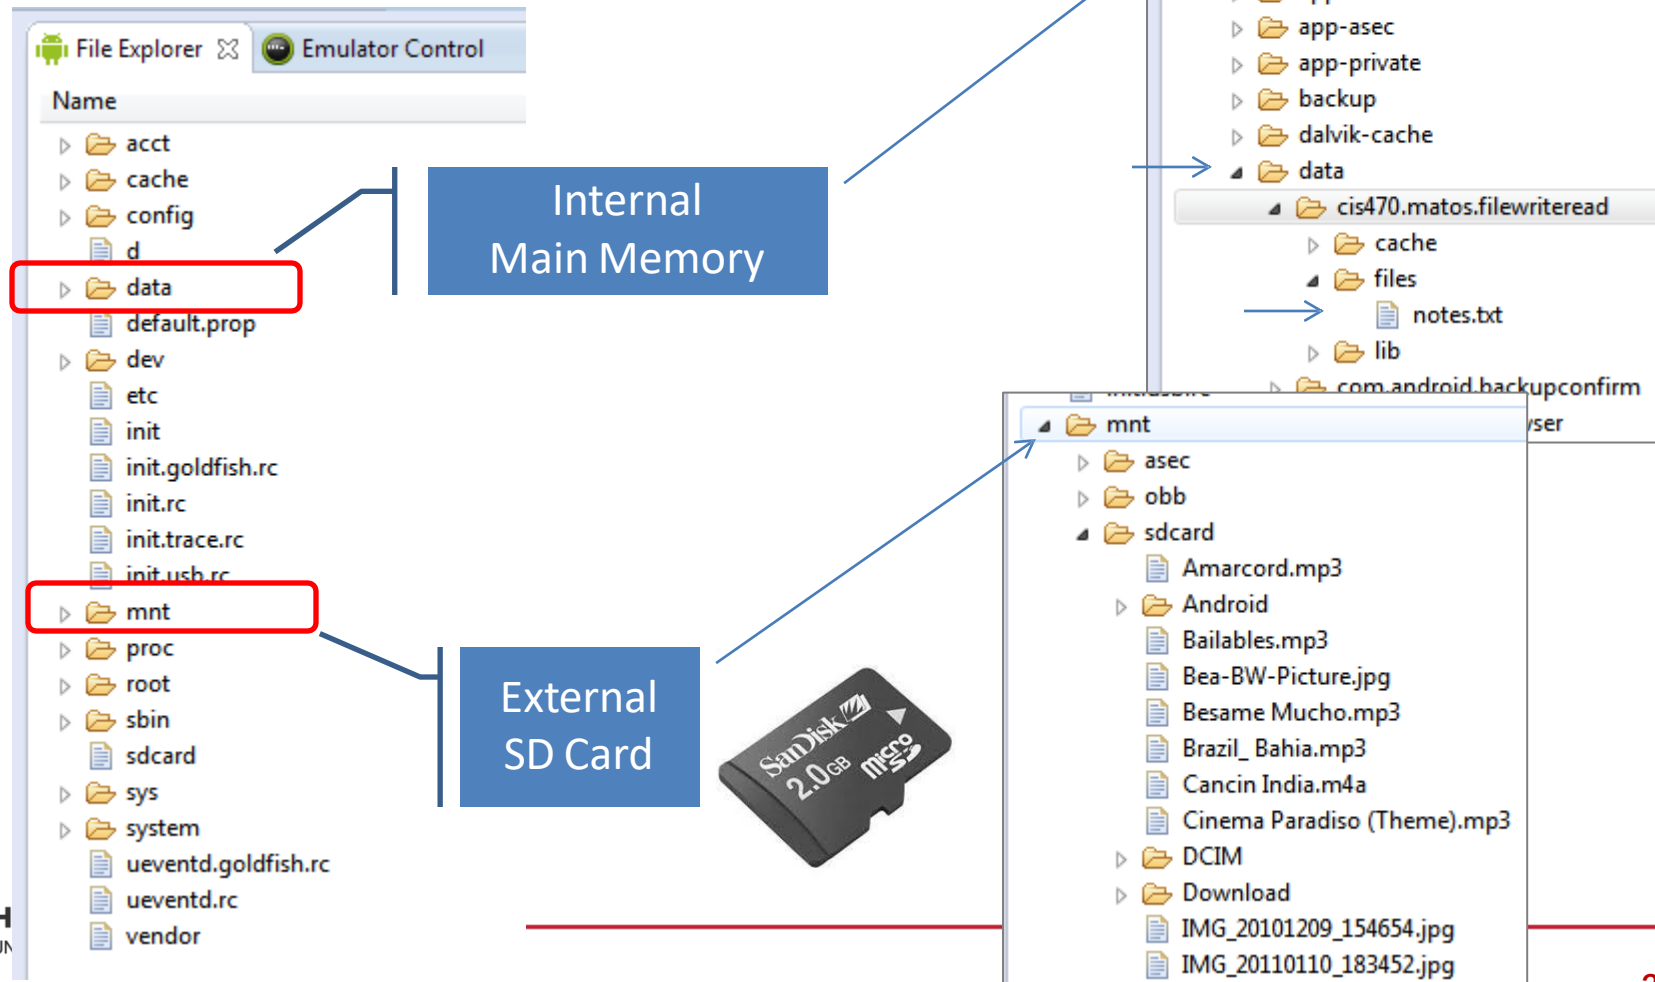 File Explorer
Emulator Control
Name
acct
cache
config
d
data
default.prop
dev
etc
init
init.goldfish.rc
init.rc
init.trace.rc
init.usb.rc
mnt
proc
root
sbin
sdcard
sys
system
ueventd.goldfish.rc
ueventd.rc
vendor
Internal
Main Memory
External
SD Card
SanDisk
2.0GB micro
SD
app-asec
app-private
backup
dalvik-cache
data
cis470.matos.filewriteread
cache
files
notes.txt
lib
com.android.backupconfirm
mnt
asec
obb
sdcard
Amarcord.mp3
Android
Bailables.mp3
Bea-BW-Picture.jpg
Besame Mucho.mp3
Brazil_ Bahia.mp3
Cancin India.m4a
Cinema Paradiso (Theme).mp3
DCIM
Download
IMG_20101209_154654.jpg
IMG_20110110_183452.jpg